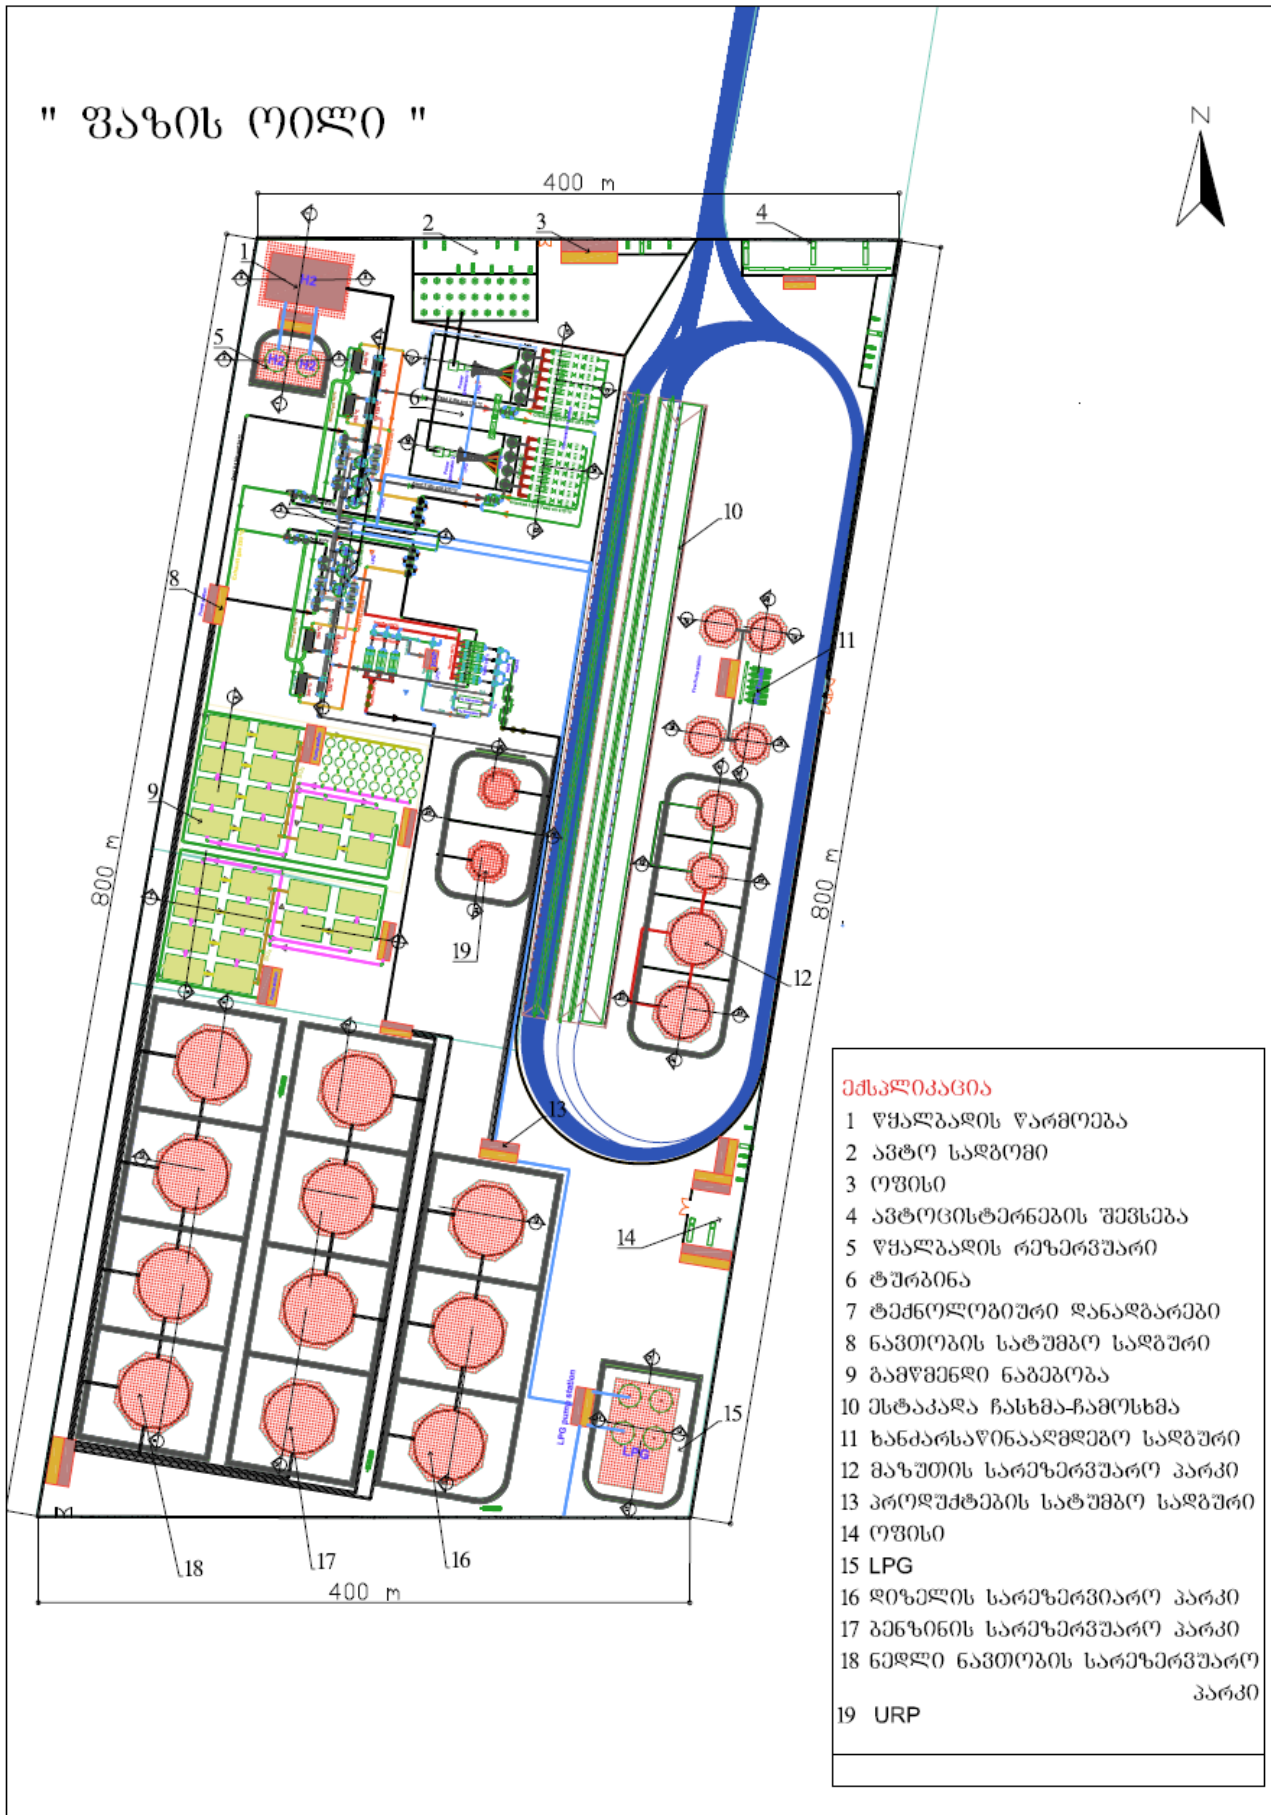 " ფაზის ოილი "
N
400 m
1
2
3
4
H2
5
H2 H2
6
10
8
11
9
800 m
800 m
19
12
13
14
LPG pump station
LPG
15
18
17
16
400 m
ექსპლიკაცია
1 წყალბადის წარმოება
2 ავტო სადგომი
3 ოფისი
4 ავტოცისტერნების შევსება
5 წყალბადის რეზერვუარი
6 ტურბინა
7 ტექნოლოგიური დანადგარები
8 ნავთობის სატუმბო სადგური
9 გამწმენდი ნაგებობა
10 ესტაკადა ჩასხმა-ჩამოსხმა
11 ხანძარსაწინააღმდეგო სადგური
12 მაზუთის სარეზერვუარო პარკი
13 პროდუქტების სატუმბო სადგური
14 ოფისი
15 LPG
16 დიზელის სარეზერვიარო პარკი
17 ბენზინის სარეზერვუარო პარკი
18 ნედლი ნავთობის სარეზერვუარო
პარკი
19 URP